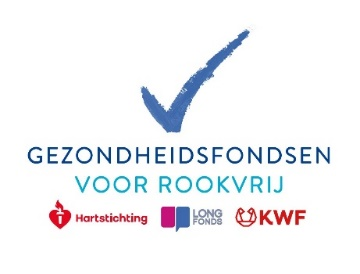 GEZONDHEIDSFONDSEN
VOOR ROOKVRIJ
Hartstichting LONG FONDS KWF